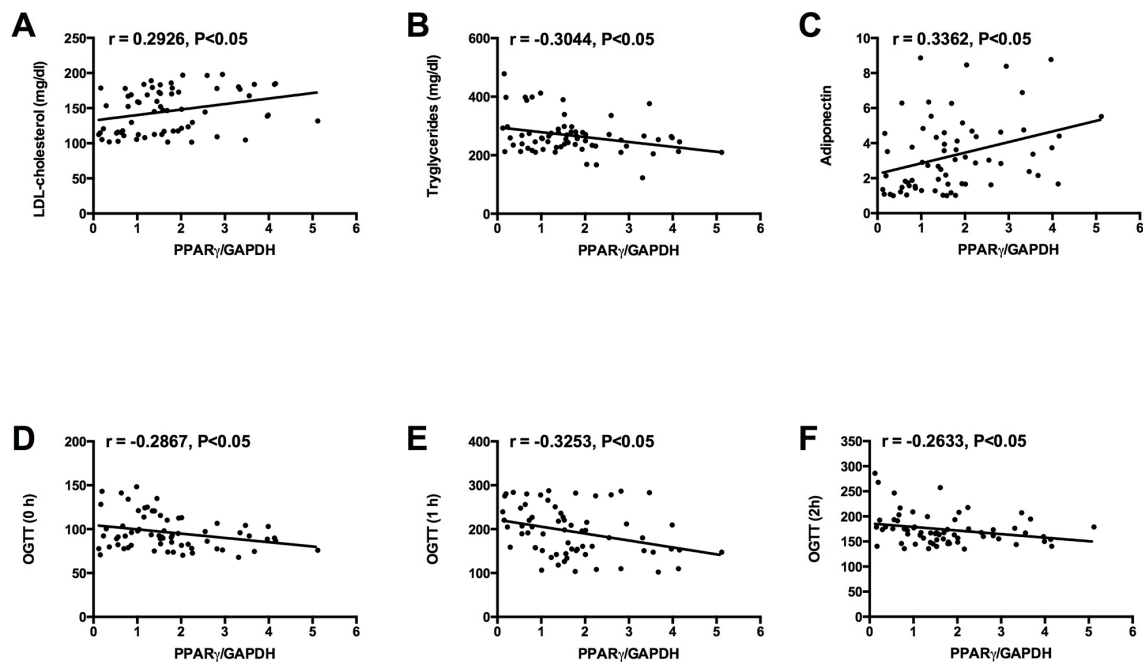 A
r = 0.2926, P<0.05
LDL-cholesterol (mg/dl)
250
200
150
100
50
0
0 1 2 3 4 5 6
PPARγ/GAPDH
B
r = -0.3044, P<0.05
Tryglycerides (mg/dl)
600
400
200
0
0 1 2 3 4 5 6
PPARγ/GAPDH
C
r = 0.3362, P<0.05
Adiponectin
10
8
6
4
2
0
0 1 2 3 4 5 6
PPARγ/GAPDH
D
r = -0.2867, P<0.05
OGTT (0 h)
200
150
100
50
0
0 1 2 3 4 5 6
PPARγ/GAPDH
E
r = -0.3253, P<0.05
OGTT (1 h)
400
300
200
100
0
0 1 2 3 4 5 6
PPARγ/GAPDH
F
r = -0.2633, P<0.05
OGTT (2h)
350
300
250
200
150
100
50
0
0 1 2 3 4 5 6
PPARγ/GAPDH